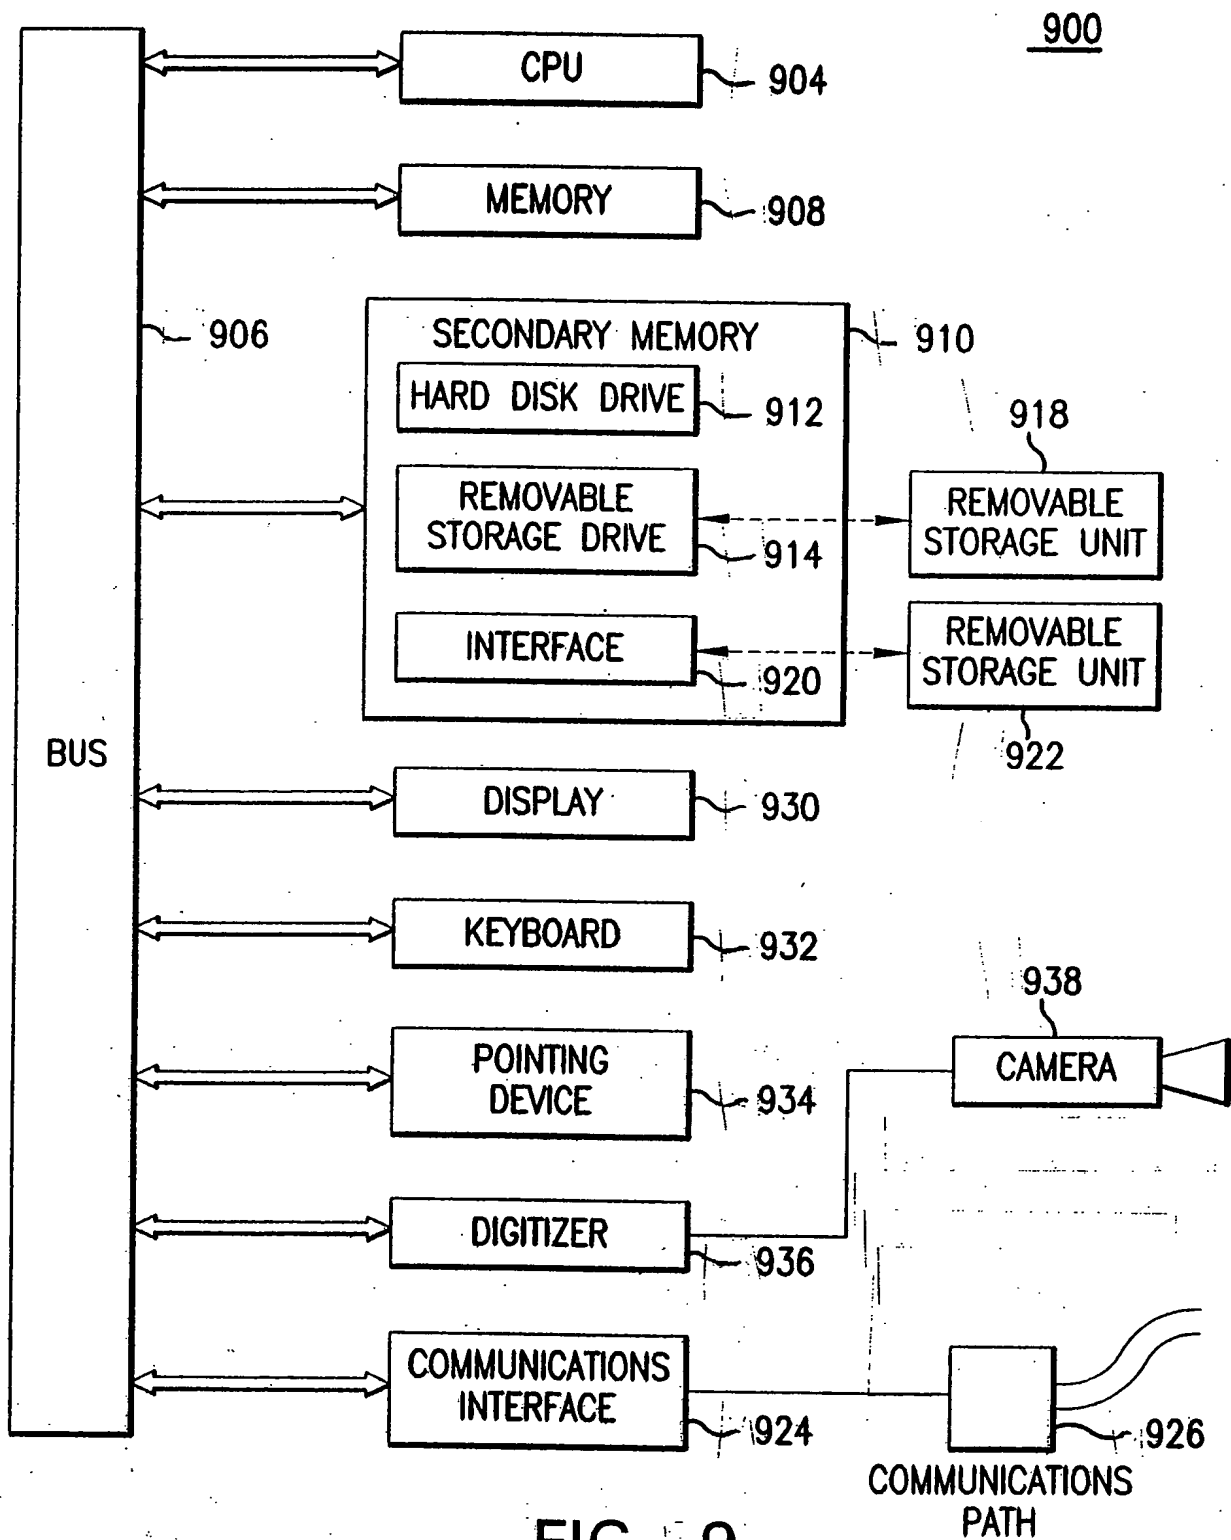 900
CPU
904
MEMORY
908
906
SECONDARY MEMORY
910
HARD DISK DRIVE
912
918
REMOVABLE
STORAGE DRIVE
914
REMOVABLE
STORAGE UNIT
INTERFACE
920
REMOVABLE
STORAGE UNIT
922
BUS
DISPLAY
930
KEYBOARD
932
938
POINTING
DEVICE
934
CAMERA
DIGITIZER
936
COMMUNICATIONS
INTERFACE
924
926
COMMUNICATIONS
PATH
FIG. 9